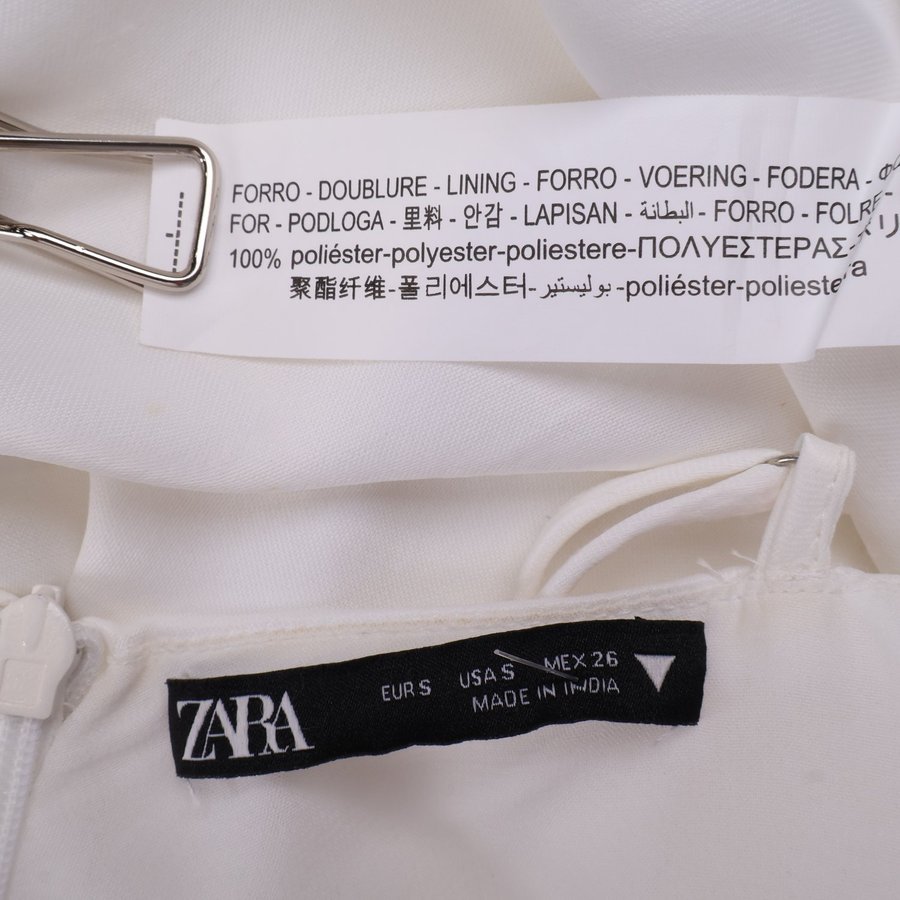 FORRO - DOUBLURE - LINING - FORRO - VOERING - FODERA -
FOR - PODLOGA - 里料 - 안감 - LAPISAN - البطانة - FORRO - FOLRE-
100% poliéster-polyester-poliestere-ΠΟΛΥΕΣΤΕΡΑΣ-
聚酯纤维-폴리에스터-بوليستير-poliéster-poliestera
ZARA
EUR S USA S MEX 26
MADE IN INDIA